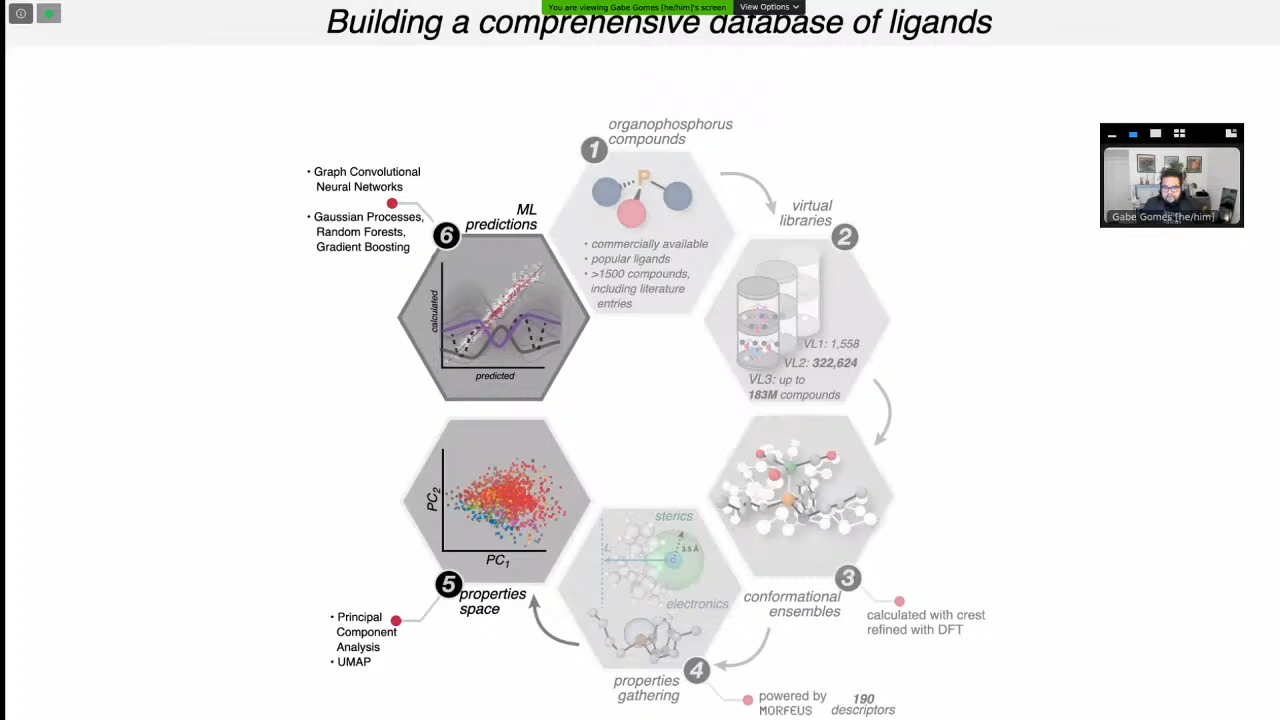 You are viewing Gabe Gomes [he/him]'s screen
View Options
Building a comprehensive database of ligands
1
organophosphorus
compounds
P
• commercially available
• popular ligands
• >1500 compounds,
including literature
entries
virtual
libraries
2
VL1: 1,558
VL2: 322,624
VL3: up to
183M compounds
conformational
ensembles
3
calculated with crest
refined with DFT
sterics
L
3.5 Å
C
electronics
properties
gathering
4
powered by
MORFEUS
190
descriptors
PC2
PC1
5
properties
space
• Principal
Component
Analysis
• UMAP
• Graph Convolutional
Neural Networks
• Gaussian Processes,
Random Forests,
Gradient Boosting
6
ML
predictions
calculated
predicted
Gabe Gomes [he/him]